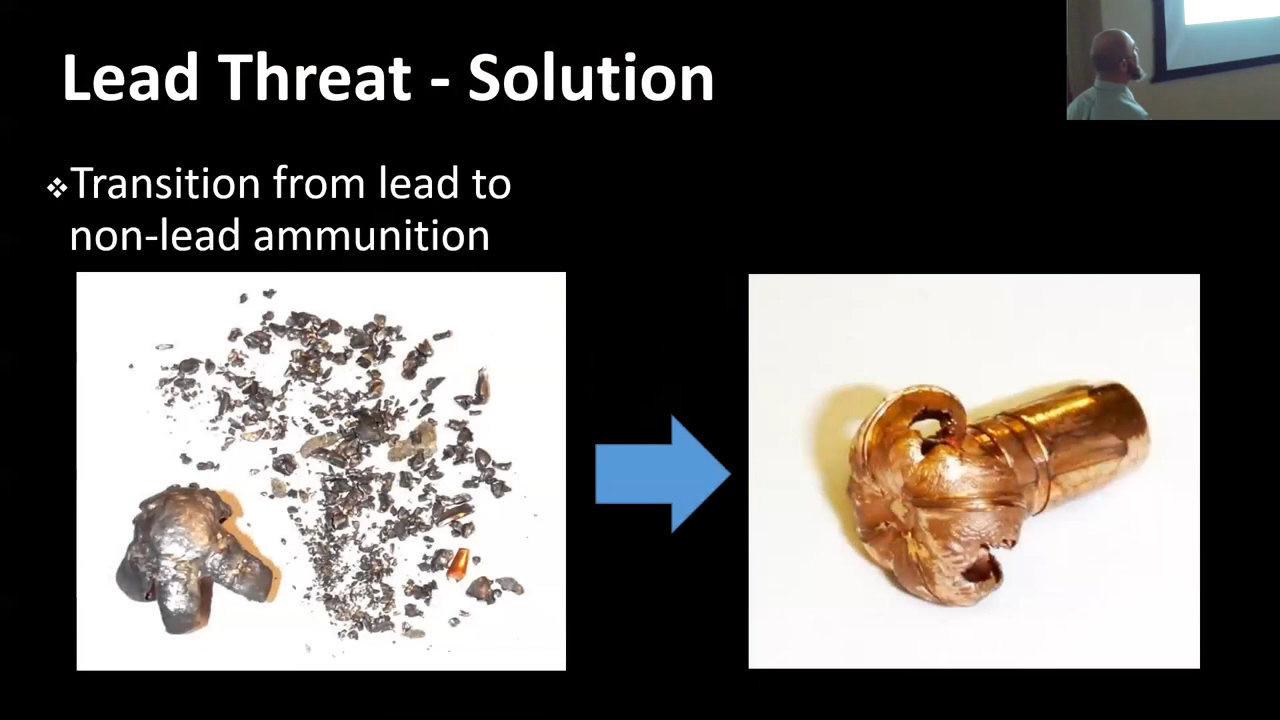 Lead Threat - Solution
❖Transition from lead to
non-lead ammunition